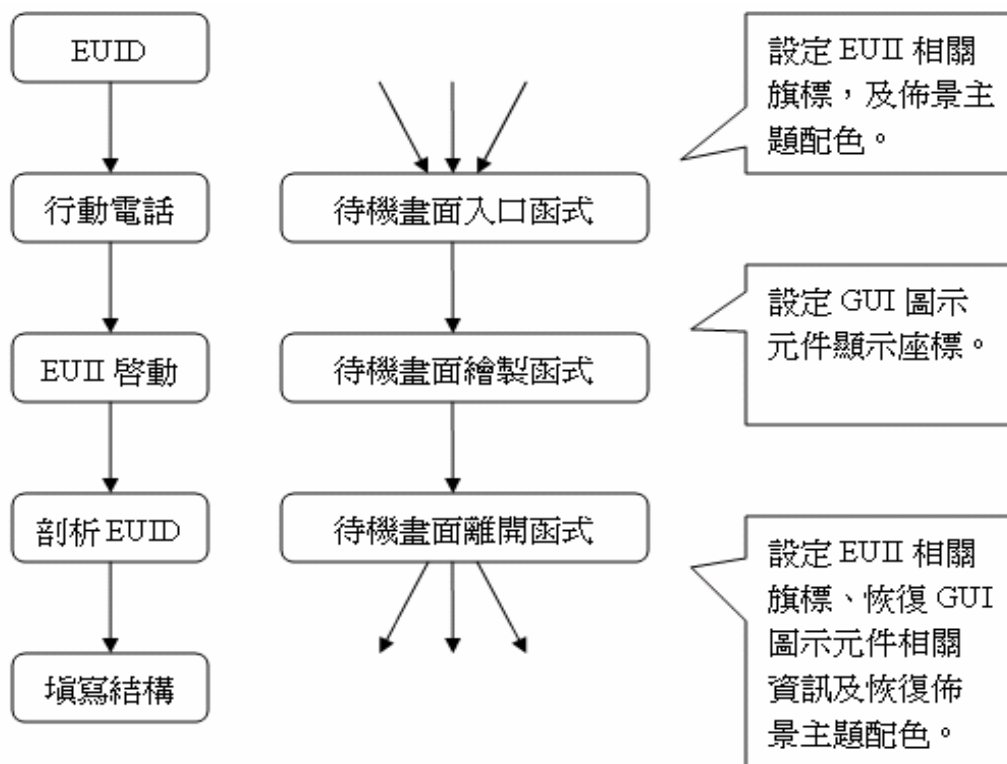 EUID
行動電話
EUII 啓動
剖析 EUID
填寫結構
待機畫面入口函式
待機畫面繪製函式
待機畫面離開函式
設定 EUII 相關
旗標，及佈景主
題配色。
設定 GUI 圖示
元件顯示座標。
設定 EUII 相關
旗標、恢復 GUI
圖示元件相關
資訊及恢復佈
景主題配色。